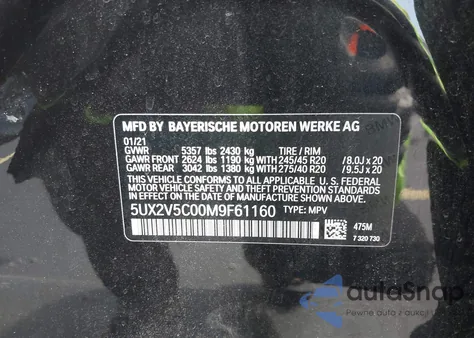 MFD BY BAYERISCHE MOTOREN WERKE AG
01/21
GVWR 5357 lbs 2430 kg TIRE / RIM
GAWR FRONT 2624 lbs 1190 kg WITH 245/45 R20 / 8.0J x 20
GAWR REAR 3042 lbs 1380 kg WITH 275/40 R20 / 9.5J x 20
THIS VEHICLE CONFORMS TO ALL APPLICABLE U.S. FEDERAL
MOTOR VEHICLE SAFETY AND THEFT PREVENTION STANDARDS
IN EFFECT ON THE DATE OF MANUFACTURE SHOWN ABOVE.
5UX2V5C00M9F61160 TYPE: MPV
475M
7 320 730
autoSnap
Pewne auta z aukcji i